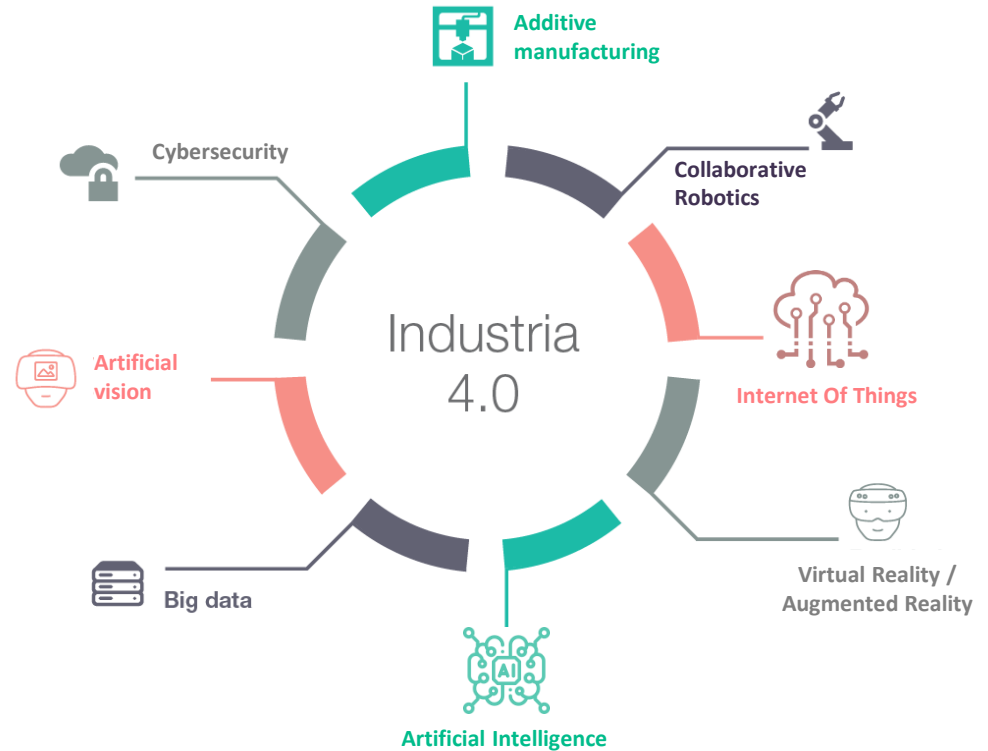 Additive
manufacturing
Cybersecurity
Collaborative
Robotics
Industria
4.0
Artificial
vision
Internet Of Things
Virtual Reality /
Augmented Reality
Big data
AI
Artificial Intelligence